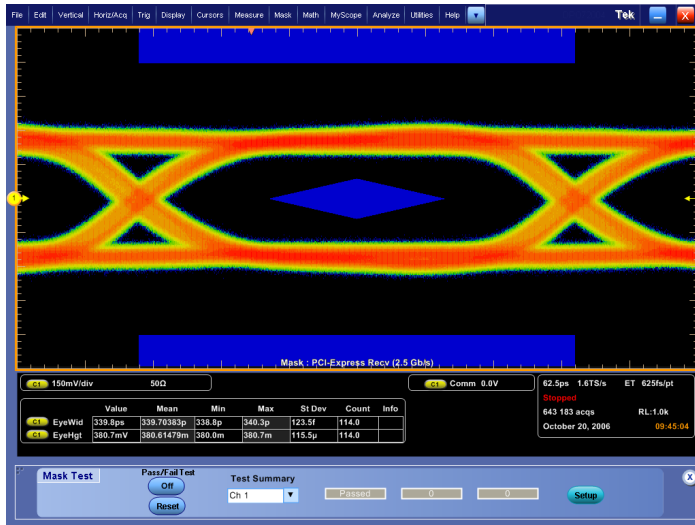 File Edit Vertical Horiz/Acq Trig Display Cursors Measure Mask Math MyScope Analyze Utilities Help Tek X
1
Mask : PCI-Express Recv (2.5 Gb/s)
C1 150mV/div 50Ω
C1 Comm 0.0V
62.5ps 1.6TS/s ET 625fs/pt
Stopped
643 183 acqs RL:1.0k
October 20, 2006 09:45:04
Value Mean Min Max St Dev Count Info
C1 EyeWid 339.8ps 339.70383p 338.8p 340.3p 123.5f 114.0
C1 EyeHgt 380.7mV 380.61479m 380.0m 380.7m 115.5µ 114.0
Mask Test
Pass/Fail Test
Off
Reset
Test Summary
Ch 1
Passed 0 0
Setup
X